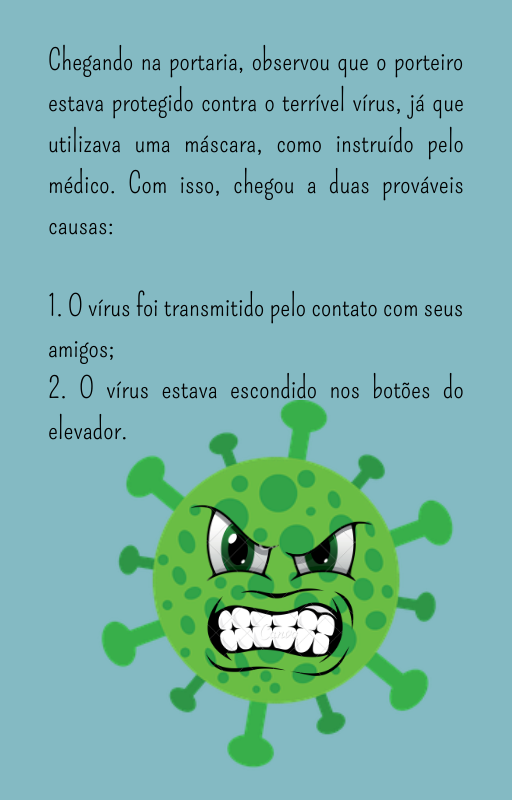 Chegando na portaria, observou que o porteiro
estava protegido contra o terrível vírus, já que
utilizava uma máscara, como instruído pelo
médico. Com isso, chegou a duas prováveis
causas:
1. O vírus foi transmitido pelo contato com seus
amigos;
2. O vírus estava escondido nos botões do
elevador.